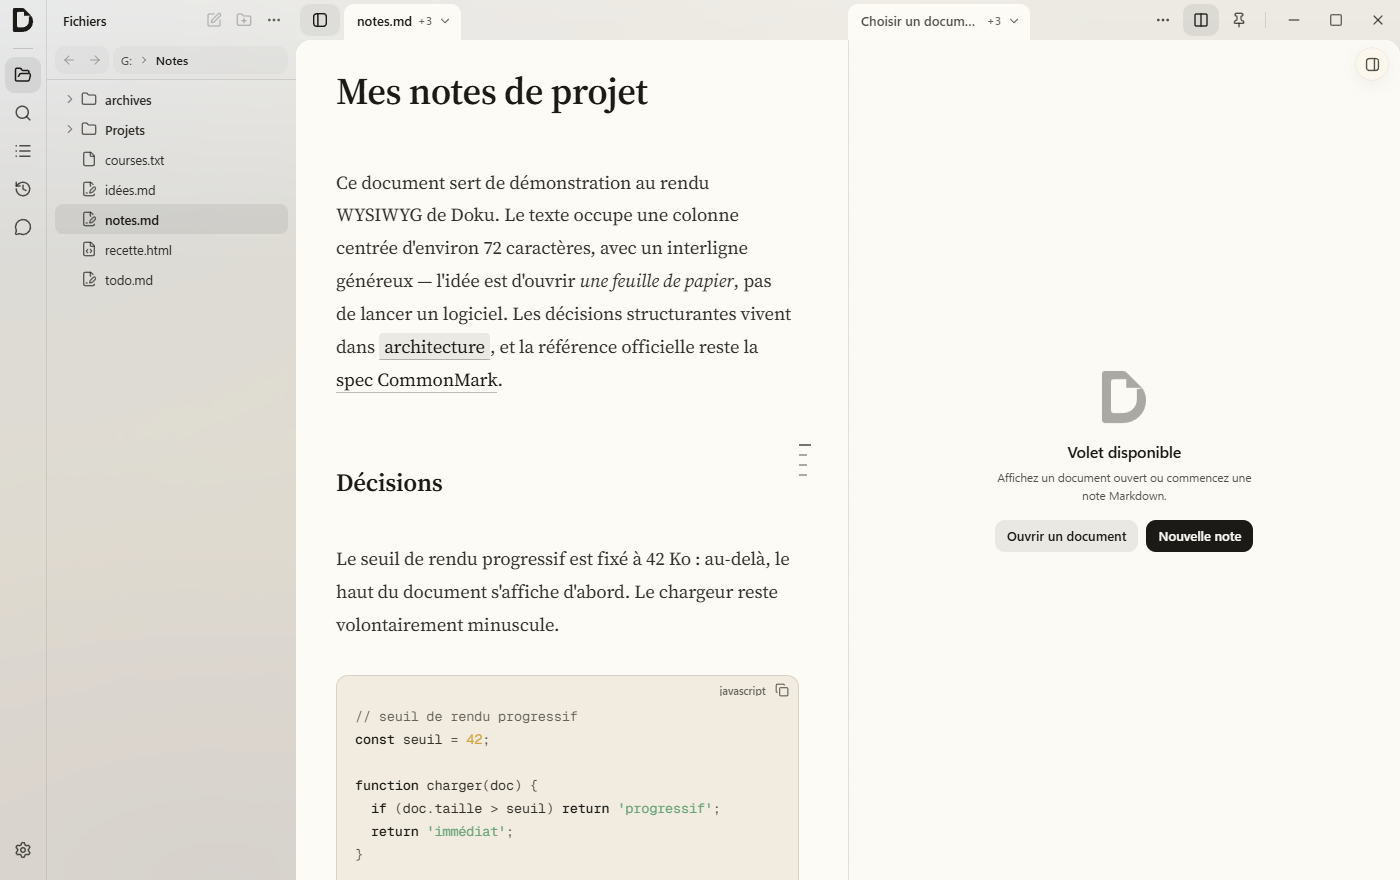 Fichiers
notes.md +3
Choisir un docum... +3
G: > Notes
archives
Projets
courses.txt
idées.md
notes.md
recette.html
todo.md
Mes notes de projet
Ce document sert de démonstration au rendu
WYSIWYG de Doku. Le texte occupe une colonne
centrée d'environ 72 caractères, avec un interligne
généreux — l'idée est d'ouvrir une feuille de papier, pas
de lancer un logiciel. Les décisions structurantes vivent
dans architecture , et la référence officielle reste la
spec CommonMark.
Décisions
Le seuil de rendu progressif est fixé à 42 Ko : au-delà, le
haut du document s'affiche d'abord. Le chargeur reste
volontairement minuscule.
javascript
// seuil de rendu progressif
const seuil = 42;
function charger(doc) {
  if (doc.taille > seuil) return 'progressif';
  return 'immédiat';
}
Volet disponible
Affichez un document ouvert ou commencez une
note Markdown.
Ouvrir un document
Nouvelle note